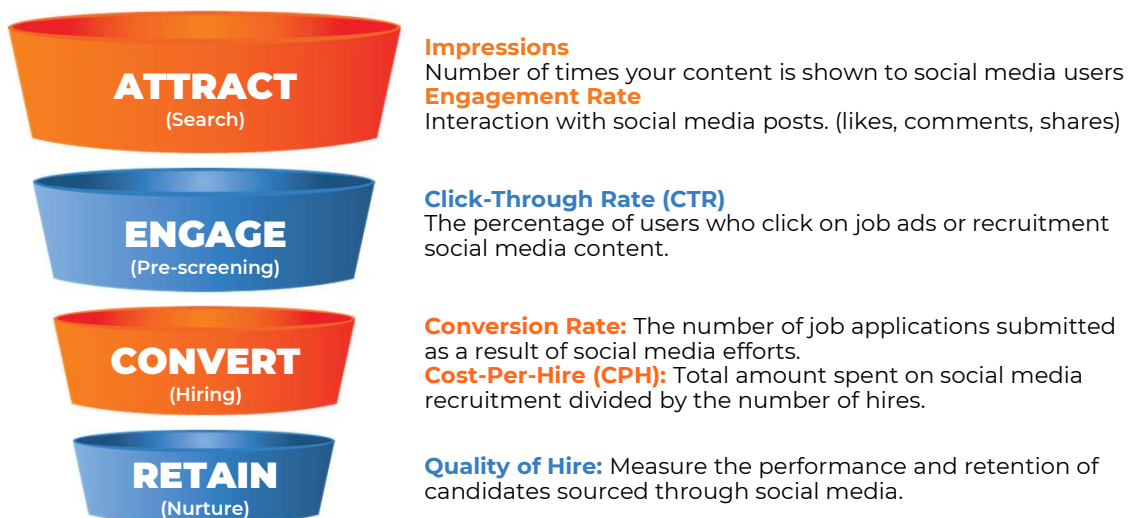 ATTRACT
(Search)
Impressions
Number of times your content is shown to social media users
Engagement Rate
Interaction with social media posts. (likes, comments, shares)
ENGAGE
(Pre-screening)
Click-Through Rate (CTR)
The percentage of users who click on job ads or recruitment
social media content.
CONVERT
(Hiring)
Conversion Rate: The number of job applications submitted
as a result of social media efforts.
Cost-Per-Hire (CPH): Total amount spent on social media
recruitment divided by the number of hires.
RETAIN
(Nurture)
Quality of Hire: Measure the performance and retention of
candidates sourced through social media.